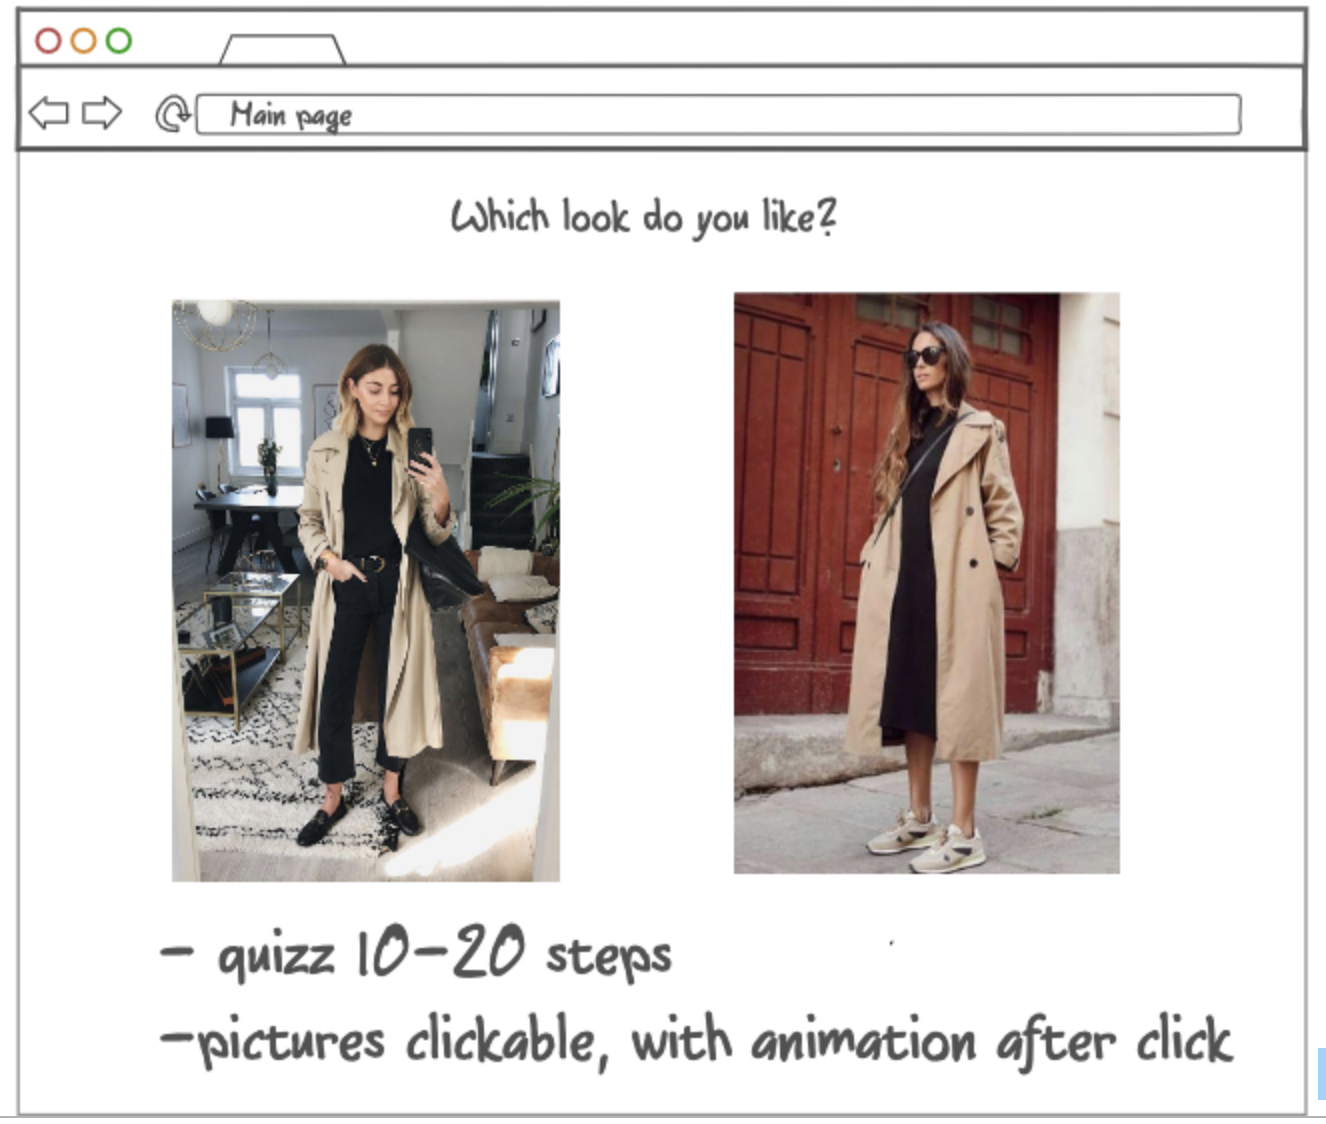 Main page
Which look do you like?
- quizz 10-20 steps
-pictures clickable, with animation after click